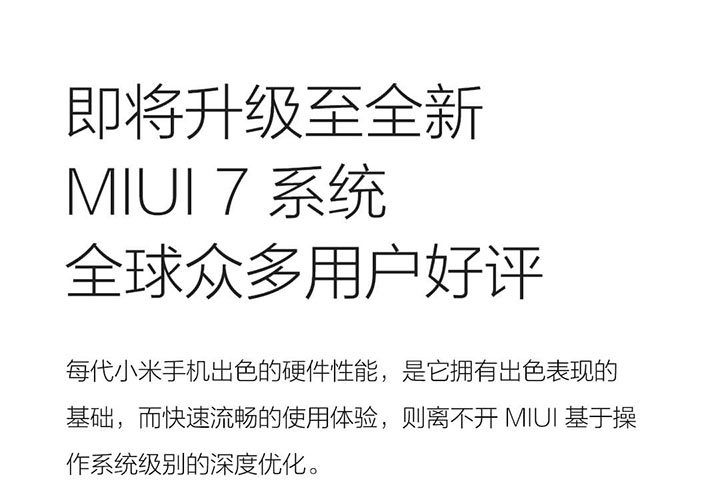 即将升级至全新
MIUI 7 系统
全球众多用户好评
每代小米手机出色的硬件性能，是它拥有出色表现的
基础，而快速流畅的使用体验，则离不开 MIUI 基于操
作系统级别的深度优化。